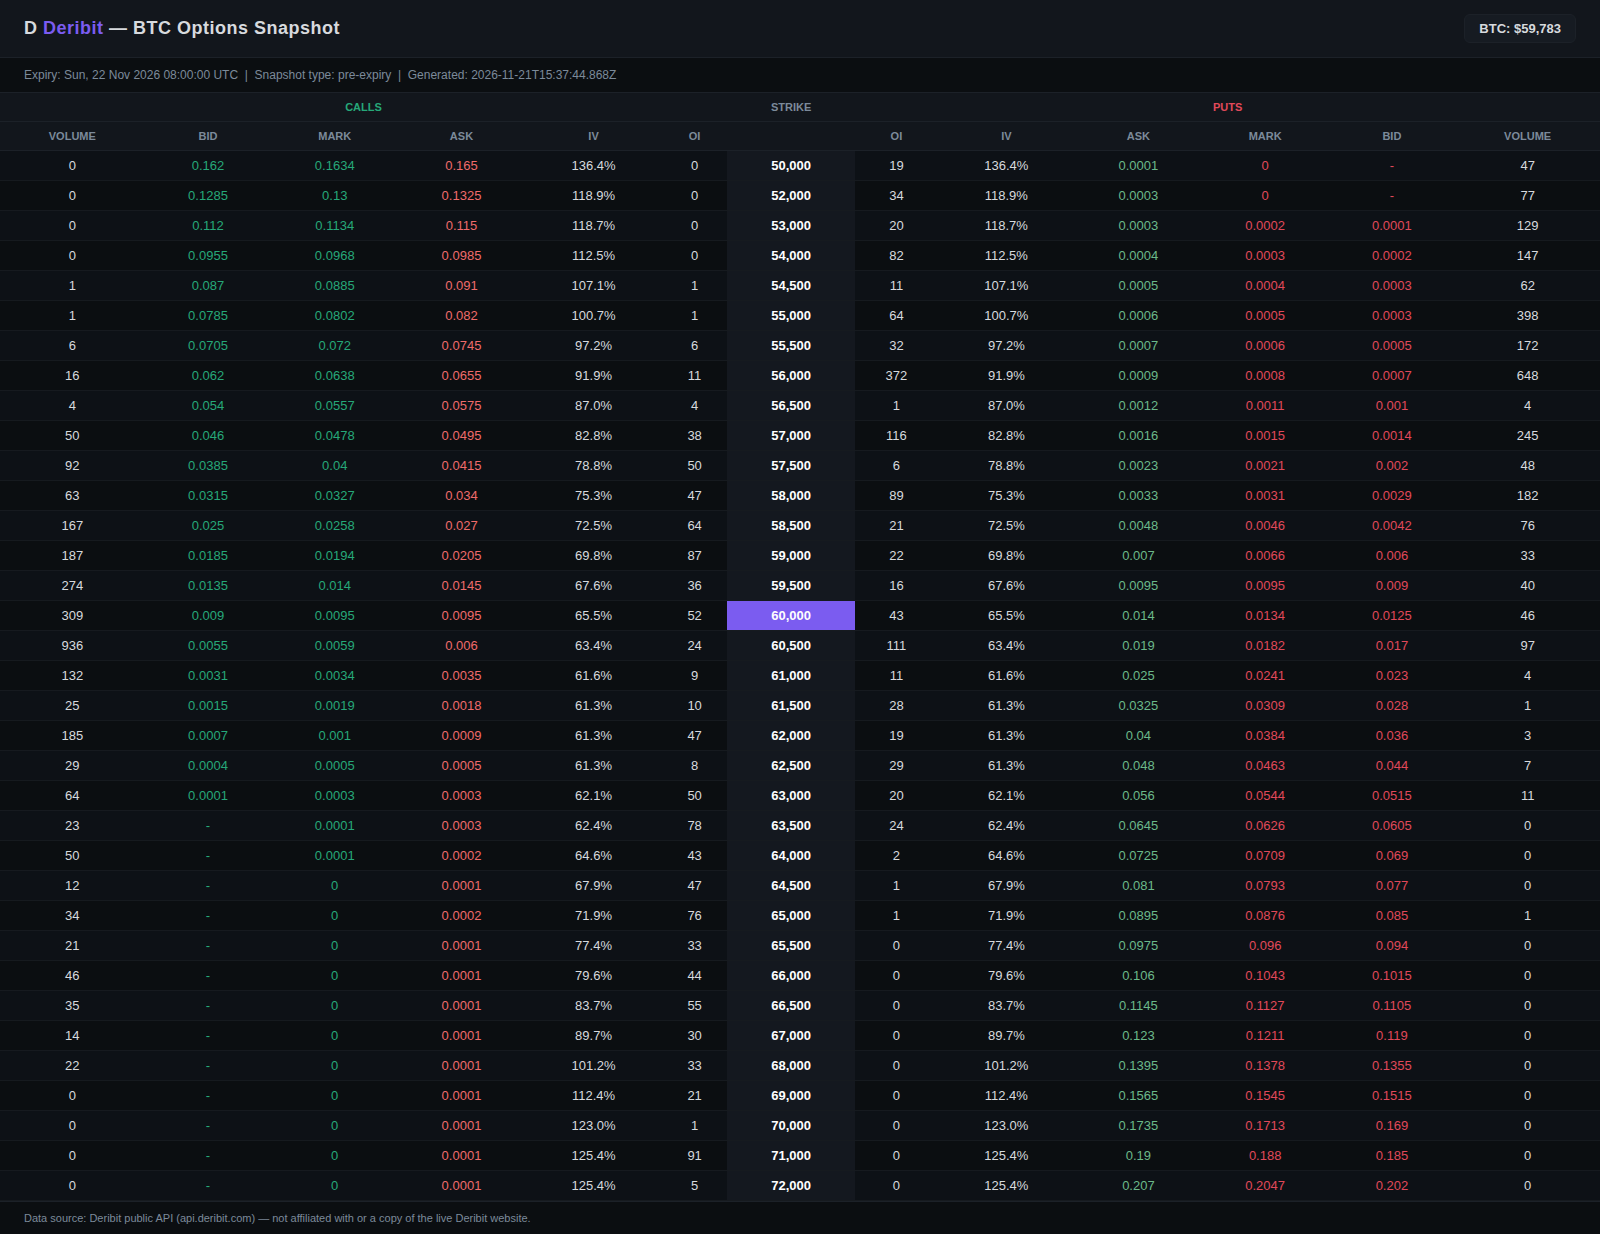 D Deribit — BTC Options Snapshot
BTC: $59,783
Expiry: Sun, 22 Nov 2026 08:00:00 UTC | Snapshot type: pre-expiry | Generated: 2026-11-21T15:37:44.868Z
CALLS STRIKE PUTS
VOLUME BID MARK ASK IV OI OI IV ASK MARK BID VOLUME
0 0.162 0.1634 0.165 136.4% 0 50,000 19 136.4% 0.0001 0 - 47
0 0.1285 0.13 0.1325 118.9% 0 52,000 34 118.9% 0.0003 0 - 77
0 0.112 0.1134 0.115 118.7% 0 53,000 20 118.7% 0.0003 0.0002 0.0001 129
0 0.0955 0.0968 0.0985 112.5% 0 54,000 82 112.5% 0.0004 0.0003 0.0002 147
1 0.087 0.0885 0.091 107.1% 1 54,500 11 107.1% 0.0005 0.0004 0.0003 62
1 0.0785 0.0802 0.082 100.7% 1 55,000 64 100.7% 0.0006 0.0005 0.0003 398
6 0.0705 0.072 0.0745 97.2% 6 55,500 32 97.2% 0.0007 0.0006 0.0005 172
16 0.062 0.0638 0.0655 91.9% 11 56,000 372 91.9% 0.0009 0.0008 0.0007 648
4 0.054 0.0557 0.0575 87.0% 4 56,500 1 87.0% 0.0012 0.0011 0.001 4
50 0.046 0.0478 0.0495 82.8% 38 57,000 116 82.8% 0.0016 0.0015 0.0014 245
92 0.0385 0.04 0.0415 78.8% 50 57,500 6 78.8% 0.0023 0.0021 0.002 48
63 0.0315 0.0327 0.034 75.3% 47 58,000 89 75.3% 0.0033 0.0031 0.0029 182
167 0.025 0.0258 0.027 72.5% 64 58,500 21 72.5% 0.0048 0.0046 0.0042 76
187 0.0185 0.0194 0.0205 69.8% 87 59,000 22 69.8% 0.007 0.0066 0.006 33
274 0.0135 0.014 0.0145 67.6% 36 59,500 16 67.6% 0.0095 0.0095 0.009 40
309 0.009 0.0095 0.0095 65.5% 52 60,000 43 65.5% 0.014 0.0134 0.0125 46
936 0.0055 0.0059 0.006 63.4% 24 60,500 111 63.4% 0.019 0.0182 0.017 97
132 0.0031 0.0034 0.0035 61.6% 9 61,000 11 61.6% 0.025 0.0241 0.023 4
25 0.0015 0.0019 0.0018 61.3% 10 61,500 28 61.3% 0.0325 0.0309 0.028 1
185 0.0007 0.001 0.0009 61.3% 47 62,000 19 61.3% 0.04 0.0384 0.036 3
29 0.0004 0.0005 0.0005 61.3% 8 62,500 29 61.3% 0.048 0.0463 0.044 7
64 0.0001 0.0003 0.0003 62.1% 50 63,000 20 62.1% 0.056 0.0544 0.0515 11
23 - 0.0001 0.0003 62.4% 78 63,500 24 62.4% 0.0645 0.0626 0.0605 0
50 - 0.0001 0.0002 64.6% 43 64,000 2 64.6% 0.0725 0.0709 0.069 0
12 - 0 0.0001 67.9% 47 64,500 1 67.9% 0.081 0.0793 0.077 0
34 - 0 0.0002 71.9% 76 65,000 1 71.9% 0.0895 0.0876 0.085 1
21 - 0 0.0001 77.4% 33 65,500 0 77.4% 0.0975 0.096 0.094 0
46 - 0 0.0001 79.6% 44 66,000 0 79.6% 0.106 0.1043 0.1015 0
35 - 0 0.0001 83.7% 55 66,500 0 83.7% 0.1145 0.1127 0.1105 0
14 - 0 0.0001 89.7% 30 67,000 0 89.7% 0.123 0.1211 0.119 0
22 - 0 0.0001 101.2% 33 68,000 0 101.2% 0.1395 0.1378 0.1355 0
0 - 0 0.0001 112.4% 21 69,000 0 112.4% 0.1565 0.1545 0.1515 0
0 - 0 0.0001 123.0% 1 70,000 0 123.0% 0.1735 0.1713 0.169 0
0 - 0 0.0001 125.4% 91 71,000 0 125.4% 0.19 0.188 0.185 0
0 - 0 0.0001 125.4% 5 72,000 0 125.4% 0.207 0.2047 0.202 0
Data source: Deribit public API (api.deribit.com) — not affiliated with or a copy of the live Deribit website.